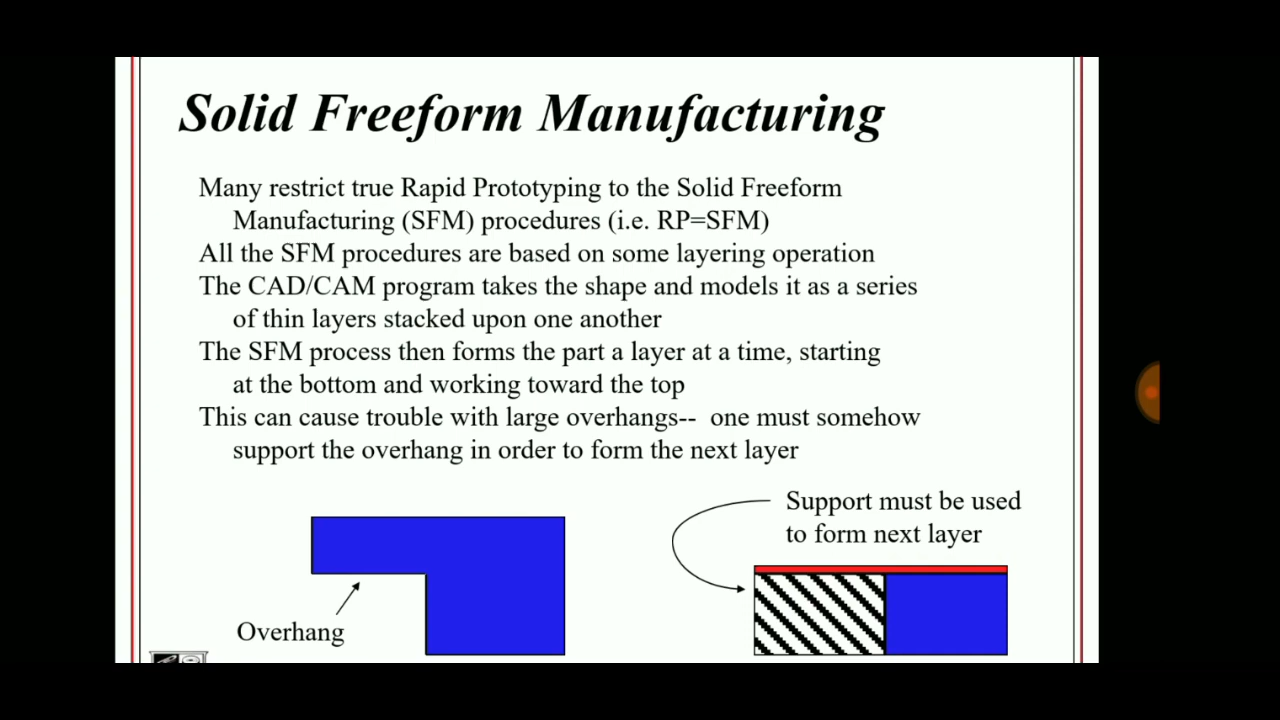 Solid Freeform Manufacturing
Many restrict true Rapid Prototyping to the Solid Freeform
Manufacturing (SFM) procedures (i.e. RP=SFM)
All the SFM procedures are based on some layering operation
The CAD/CAM program takes the shape and models it as a series
of thin layers stacked upon one another
The SFM process then forms the part a layer at a time, starting
at the bottom and working toward the top
This can cause trouble with large overhangs-- one must somehow
support the overhang in order to form the next layer
Support must be used
to form next layer
Overhang